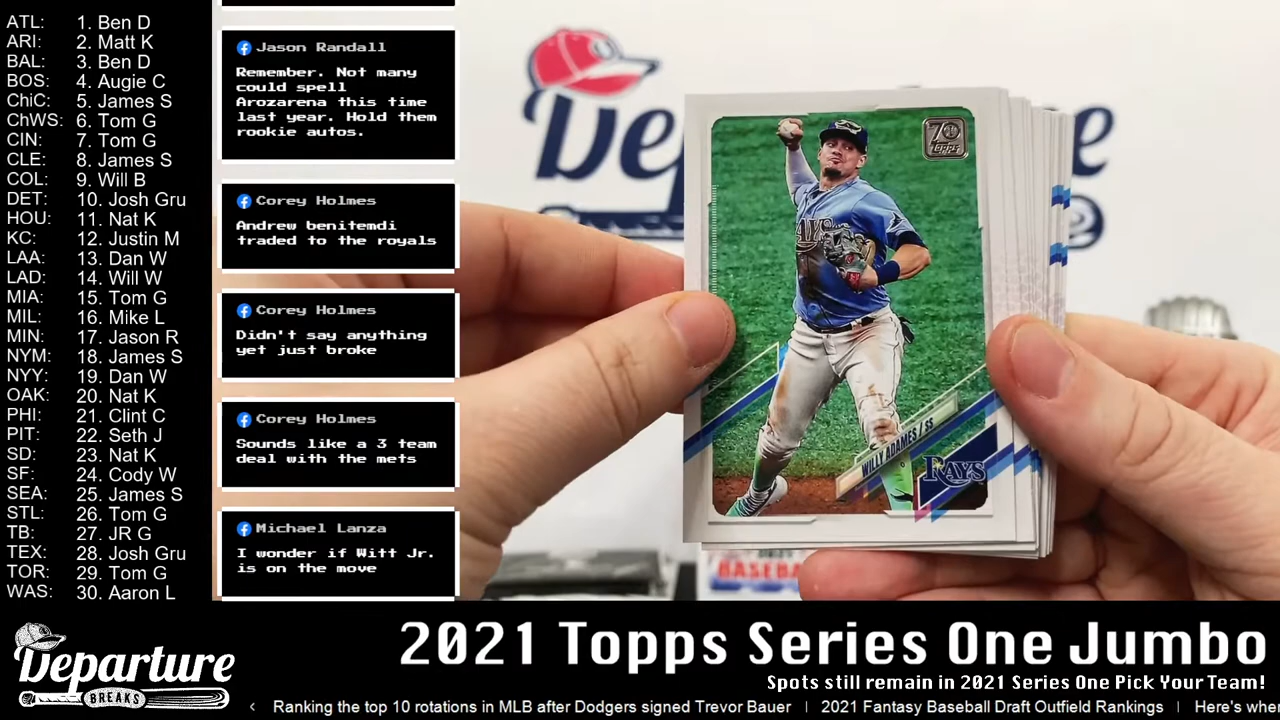 ATL: 1. Ben D
ARI: 2. Matt K
BAL: 3. Ben D
BOS: 4. Augie C
ChiC: 5. James S
ChWS: 6. Tom G
CIN: 7. Tom G
CLE: 8. James S
COL: 9. Will B
DET: 10. Josh Gru
HOU: 11. Nat K
KC: 12. Justin M
LAA: 13. Dan W
LAD: 14. Will W
MIA: 15. Tom G
MIL: 16. Mike L
MIN: 17. Jason R
NYM: 18. James S
NYY: 19. Dan W
OAK: 20. Nat K
PHI: 21. Clint C
PIT: 22. Seth J
SD: 23. Nat K
SF: 24. Cody W
SEA: 25. James S
STL: 26. Tom G
TB: 27. JR G
TEX: 28. Josh Gru
TOR: 29. Tom G
WAS: 30. Aaron L
Jason Randall
Remember. Not many
could spell
Arozarena this time
last year. Hold them
rookie autos.
Corey Holmes
Andrew benitemdi
traded to the royals
Corey Holmes
Didn't say anything
yet just broke
Corey Holmes
Sounds like a 3 team
deal with the mets
Michael Lanza
I wonder if Witt Jr.
is on the move
De
70
TOPPS
RAYS
WILLY ADAMES / SS
RAYS
BASEBA
Departure
BREAKS
2021 Topps Series One Jumbo
Spots still remain in 2021 Series One Pick Your Team!
‹ Ranking the top 10 rotations in MLB after Dodgers signed Trevor Bauer | 2021 Fantasy Baseball Draft Outfield Rankings | Here's wher